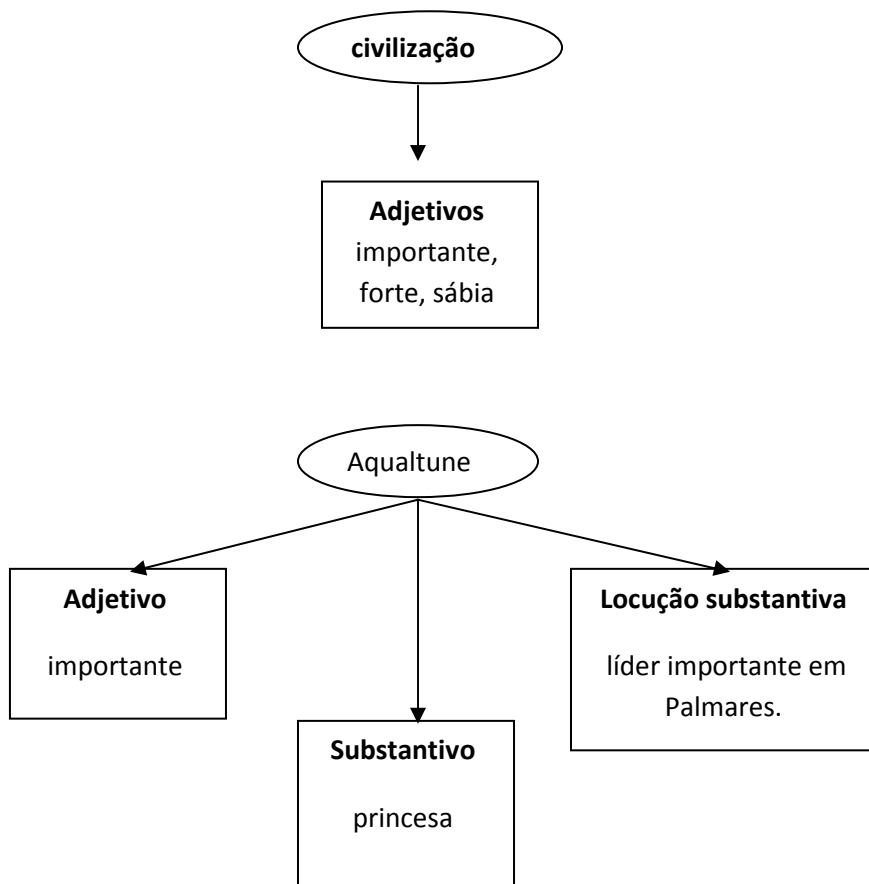 civilização
Adjetivos
importante,
forte, sábia
Aqualtune
Adjetivo
importante
Substantivo
princesa
Locução substantiva
líder importante em
Palmares.